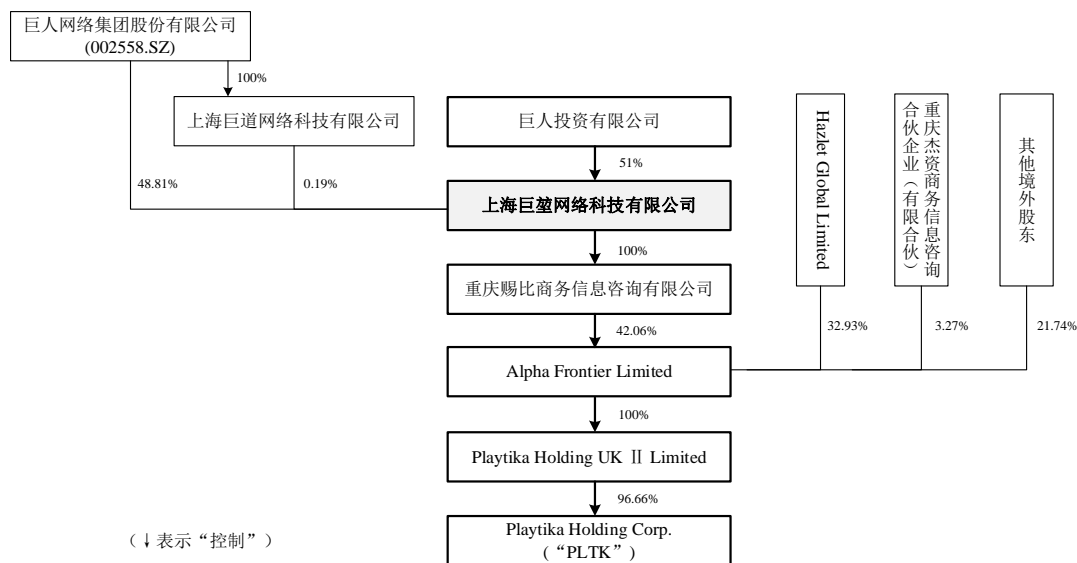 巨人网络集团股份有限公司
(002558.SZ)
100%
上海巨道网络科技有限公司
巨人投资有限公司
48.81%
0.19%
51%
上海巨堃网络科技有限公司
100%
重庆赐比商务信息咨询有限公司
42.06%
Hazlet Global Limited
重庆杰资商务信息咨询
合伙企业（有限合伙）
其他境外股东
32.93%
3.27%
21.74%
Alpha Frontier Limited
100%
Playtika Holding UK Ⅱ Limited
96.66%
Playtika Holding Corp.
(“PLTK”)
（↓表示“控制”）